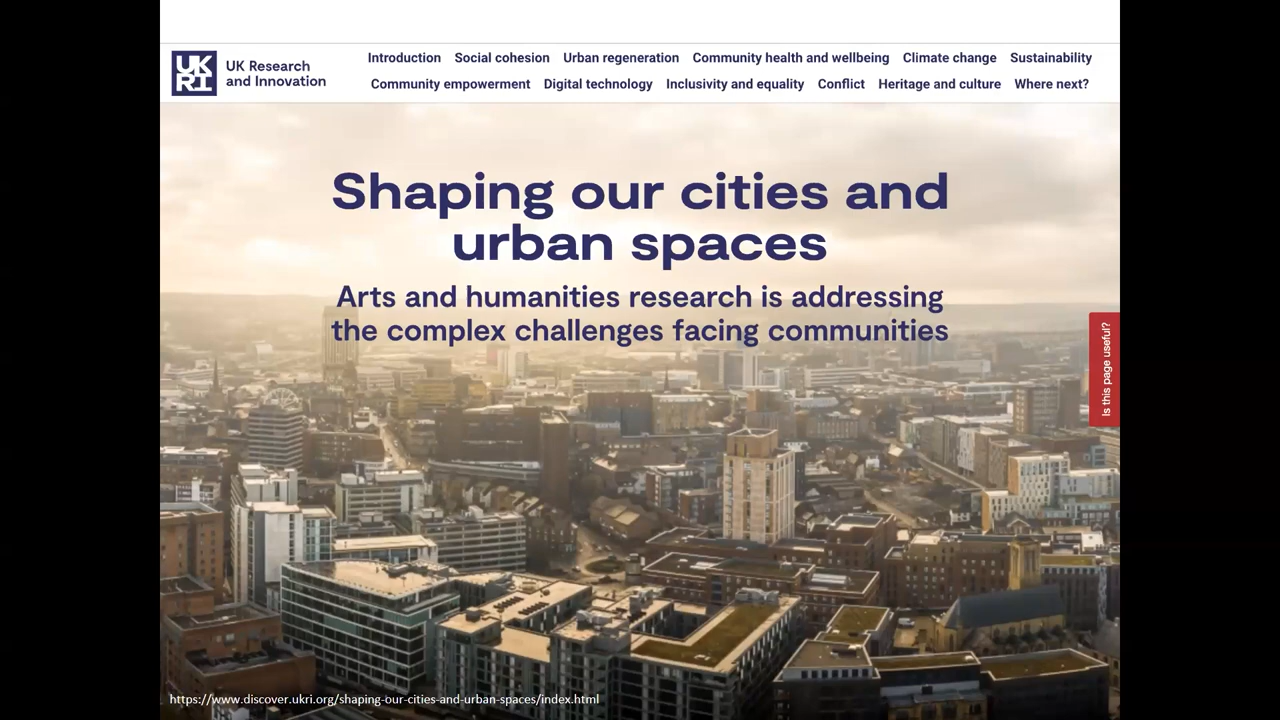 UK
RI
UK Research
and Innovation
Introduction Social cohesion Urban regeneration Community health and wellbeing Climate change Sustainability
Community empowerment Digital technology Inclusivity and equality Conflict Heritage and culture Where next?
Shaping our cities and
urban spaces
Arts and humanities research is addressing
the complex challenges facing communities
Is this page useful?
https://www.discover.ukri.org/shaping-our-cities-and-urban-spaces/index.html